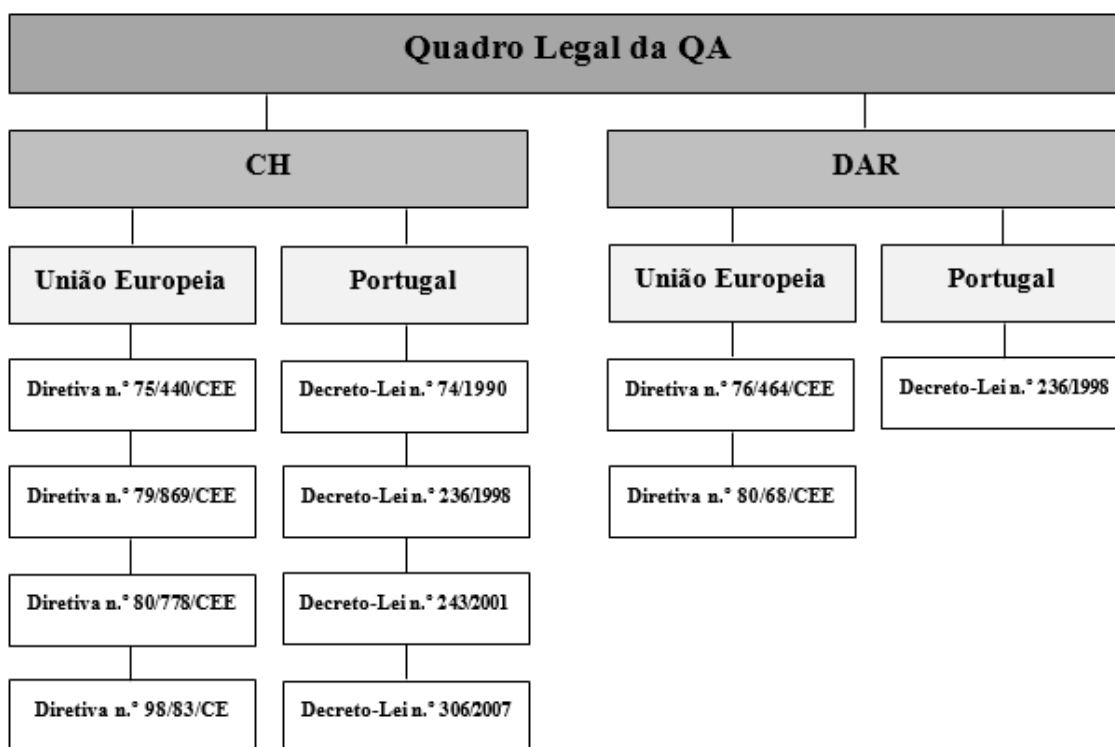 Quadro Legal da QA
CH
DAR
União Europeia
Portugal
União Europeia
Portugal
Diretiva n.° 75/440/CEE
Decreto-Lei n.° 74/1990
Diretiva n.° 76/464/CEE
Decreto-Lei n.° 236/1998
Diretiva n.° 79/869/CEE
Decreto-Lei n.° 236/1998
Diretiva n.° 80/68/CEE
Diretiva n.° 80/778/CEE
Decreto-Lei n.° 243/2001
Diretiva n.° 98/83/CE
Decreto-Lei n.° 306/2007